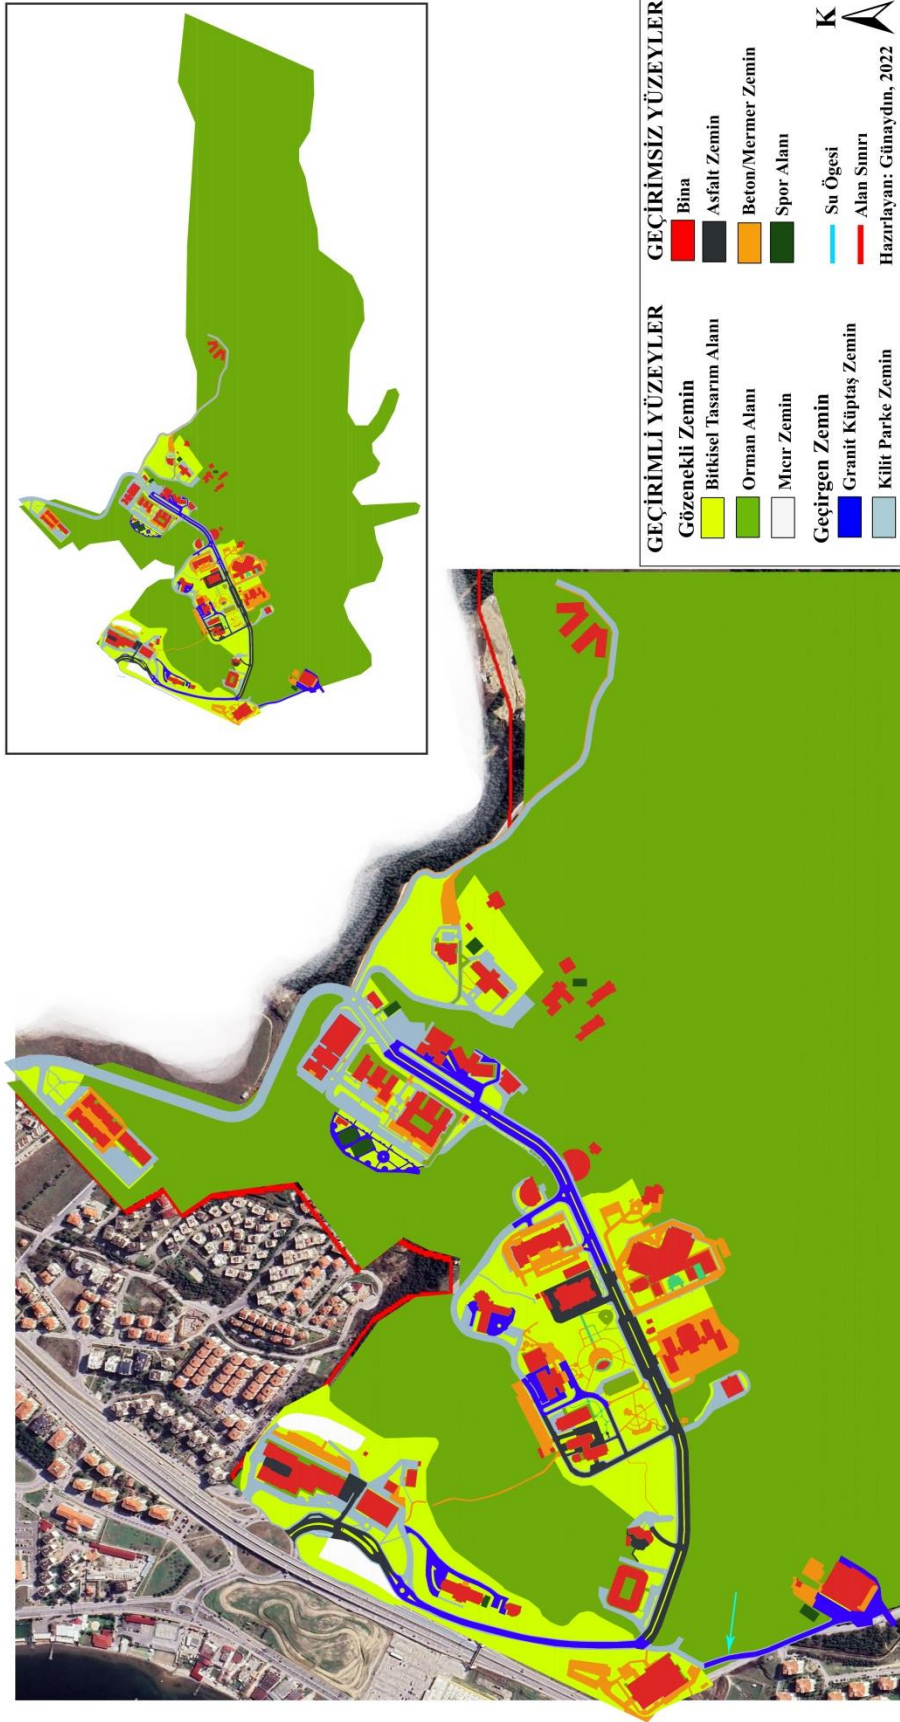 GEÇİRİMLİ YÜZEYLER
Gözenekli Zemin
Bitkisel Tasarım Alanı
Orman Alanı
Mıcır Zemin
Geçirgen Zemin
Granit Küptaş Zemin
Kilit Parke Zemin
GEÇİRİMSİZ YÜZEYLER
Bina
Asfalt Zemin
Beton/Mermer Zemin
Spor Alanı
Su Ögesi
Alan Sınırı
Hazırlayan: Günaydın, 2022
K